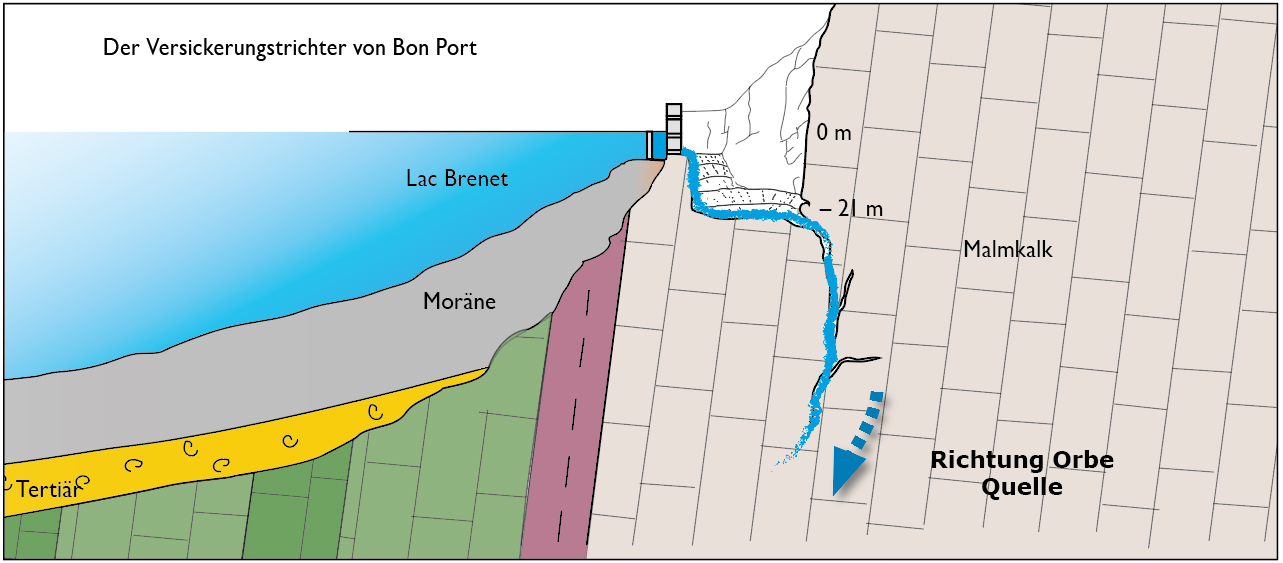 Der Versickerungstrichter von Bon Port
0 m
Lac Brenet
– 21 m
Malmkalk
Moräne
Richtung Orbe
Quelle
Tertiär